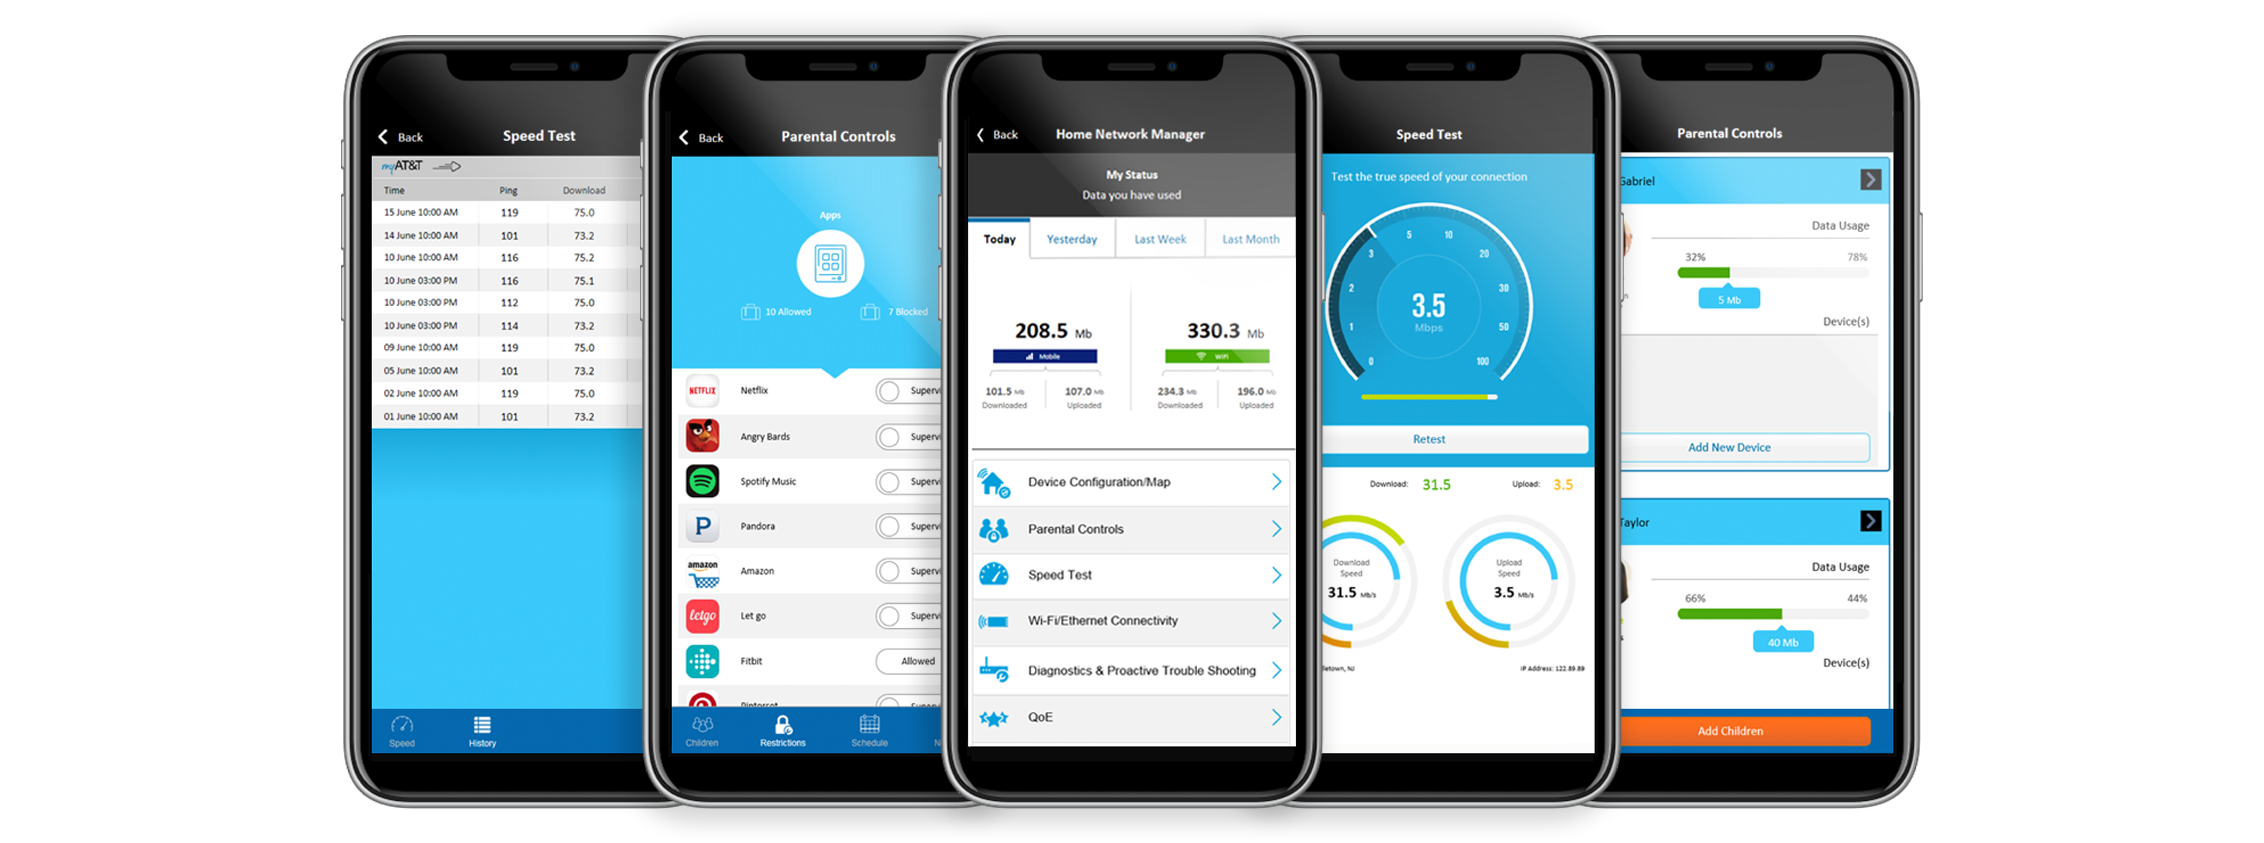 Back Speed Test
myAT&T
Time Ping Download
15 June 10:00 AM 119 75.0
14 June 10:00 AM 101 73.2
10 June 10:00 AM 116 75.2
10 June 03:00 PM 116 75.1
10 June 03:00 PM 112 75.0
10 June 03:00 PM 114 73.2
09 June 10:00 AM 119 75.0
05 June 10:00 AM 101 73.2
02 June 10:00 AM 119 75.0
01 June 10:00 AM 101 73.2
Speed History
Back Parental Controls
Apps
10 Allowed 7 Blocked
NETFLIX Netflix Supervi
Angry Bards Supervi
Spotify Music Supervi
P Pandora Supervi
amazon Amazon Supervi
letgo Let go Supervi
Fitbit Allowed
Children Restrictions Schedule N
Back Home Network Manager
My Status
Data you have used
Today Yesterday Last Week Last Month
208.5 Mb 330.3 Mb
Mobile WiFi
101.5 Mb 107.0 Mb 234.3 Mb 196.0 Mb
Downloaded Uploaded Downloaded Uploaded
Device Configuration/Map
Parental Controls
Speed Test
Wi-Fi/Ethernet Connectivity
Diagnostics & Proactive Trouble Shooting
QoE
Speed Test
Test the true speed of your connection
5 10
3 20
2 30
3.5
Mbps
1 50
0 100
Retest
Download: 31.5 Upload: 3.5
Download Upload
Speed Speed
31.5 Mb/s 3.5 Mb/s
letown, NJ IP Address: 122.89.89
Parental Controls
Gabriel
Data Usage
32% 78%
5 Mb
Device(s)
Add New Device
Taylor
Data Usage
66% 44%
40 Mb
Device(s)
Add Children